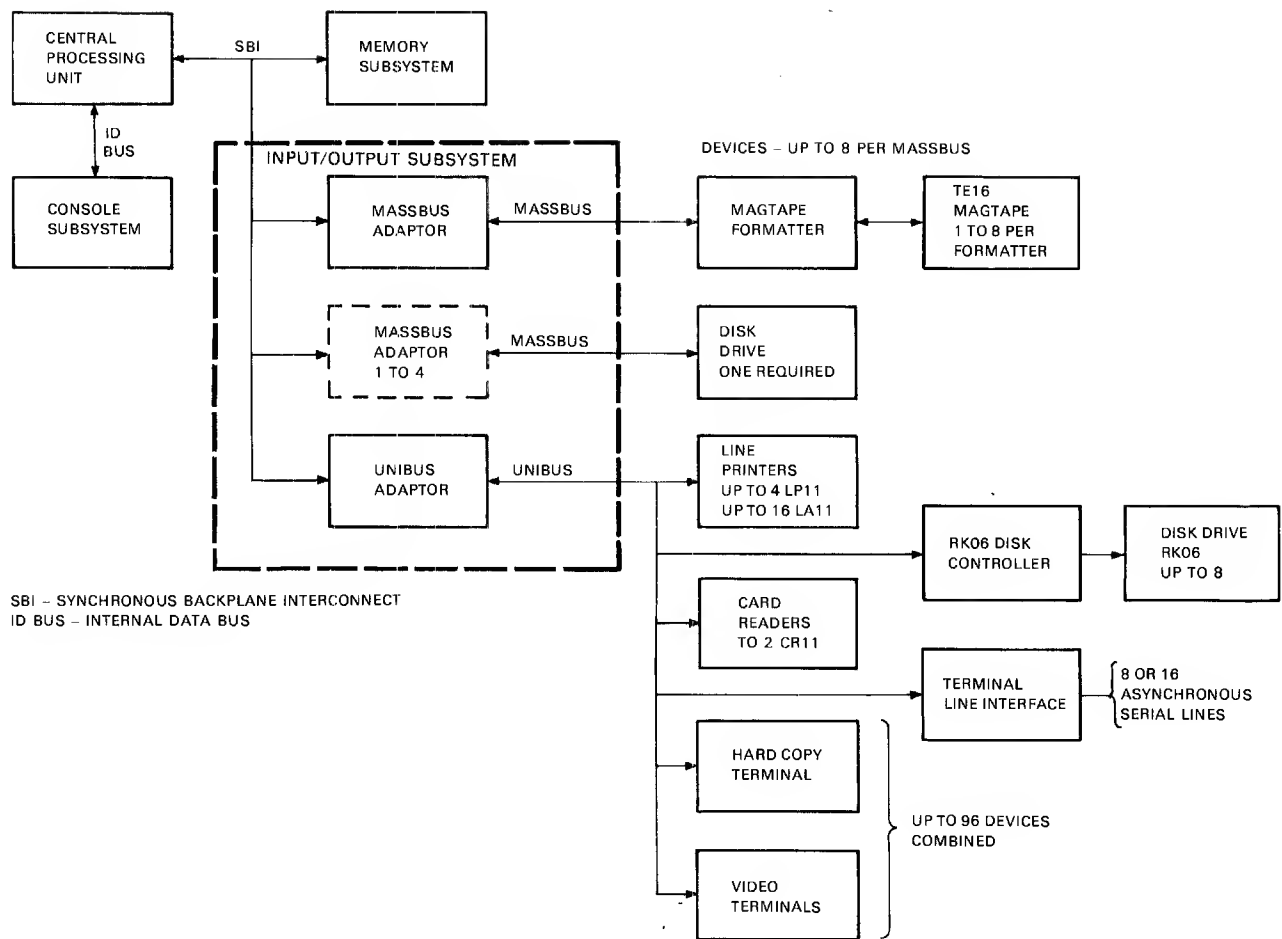 CENTRAL
PROCESSING
UNIT
SBI
MEMORY
SUBSYSTEM
ID
BUS
CONSOLE
SUBSYSTEM
INPUT/OUTPUT SUBSYSTEM
DEVICES – UP TO 8 PER MASSBUS
MASSBUS
ADAPTOR
MASSBUS
MAGTAPE
FORMATTER
TE16
MAGTAPE
1 TO 8 PER
FORMATTER
MASSBUS
ADAPTOR
1 TO 4
MASSBUS
DISK
DRIVE
ONE REQUIRED
UNIBUS
ADAPTOR
UNIBUS
LINE
PRINTERS
UP TO 4 LP11
UP TO 16 LA11
RK06 DISK
CONTROLLER
DISK DRIVE
RK06
UP TO 8
SBI – SYNCHRONOUS BACKPLANE INTERCONNECT
ID BUS – INTERNAL DATA BUS
CARD
READERS
TO 2 CR11
TERMINAL
LINE INTERFACE
8 OR 16
ASYNCHRONOUS
SERIAL LINES
HARD COPY
TERMINAL
UP TO 96 DEVICES
COMBINED
VIDEO
TERMINALS